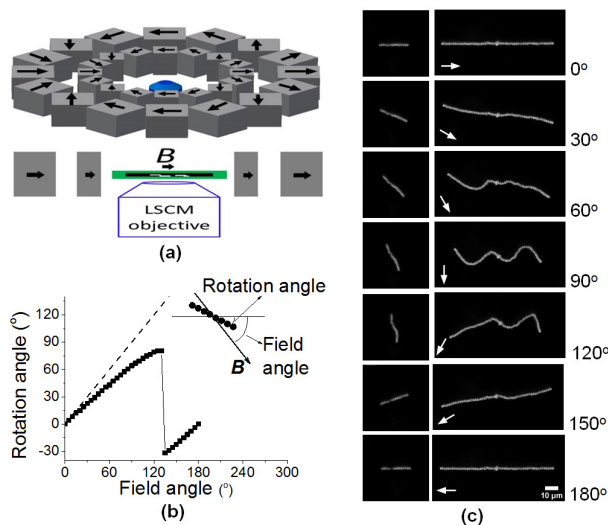 B
LSCM
objective
(a)
Rotation angle (°)
120
90
60
30
0
-30
0 60 120 180 240 300
Field angle (°)
Rotation angle
Field
angle
B
(b)
(c)
0°
30°
60°
90°
120°
150°
180°
10 µm